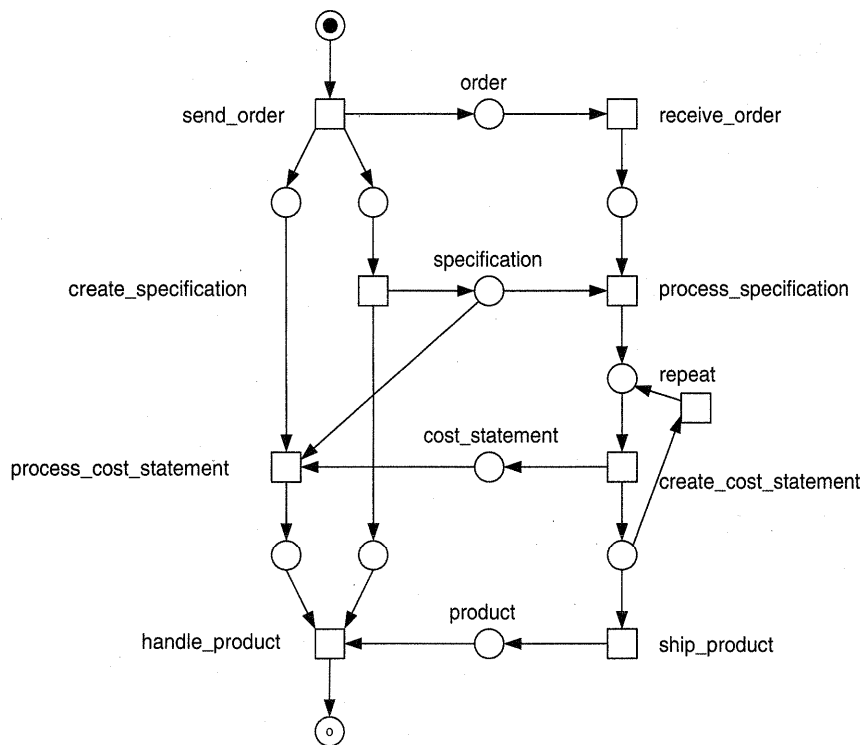 order
send_order
receive_order
specification
create_specification
process_specification
repeat
cost_statement
process_cost_statement
create_cost_statement
product
handle_product
ship_product
o